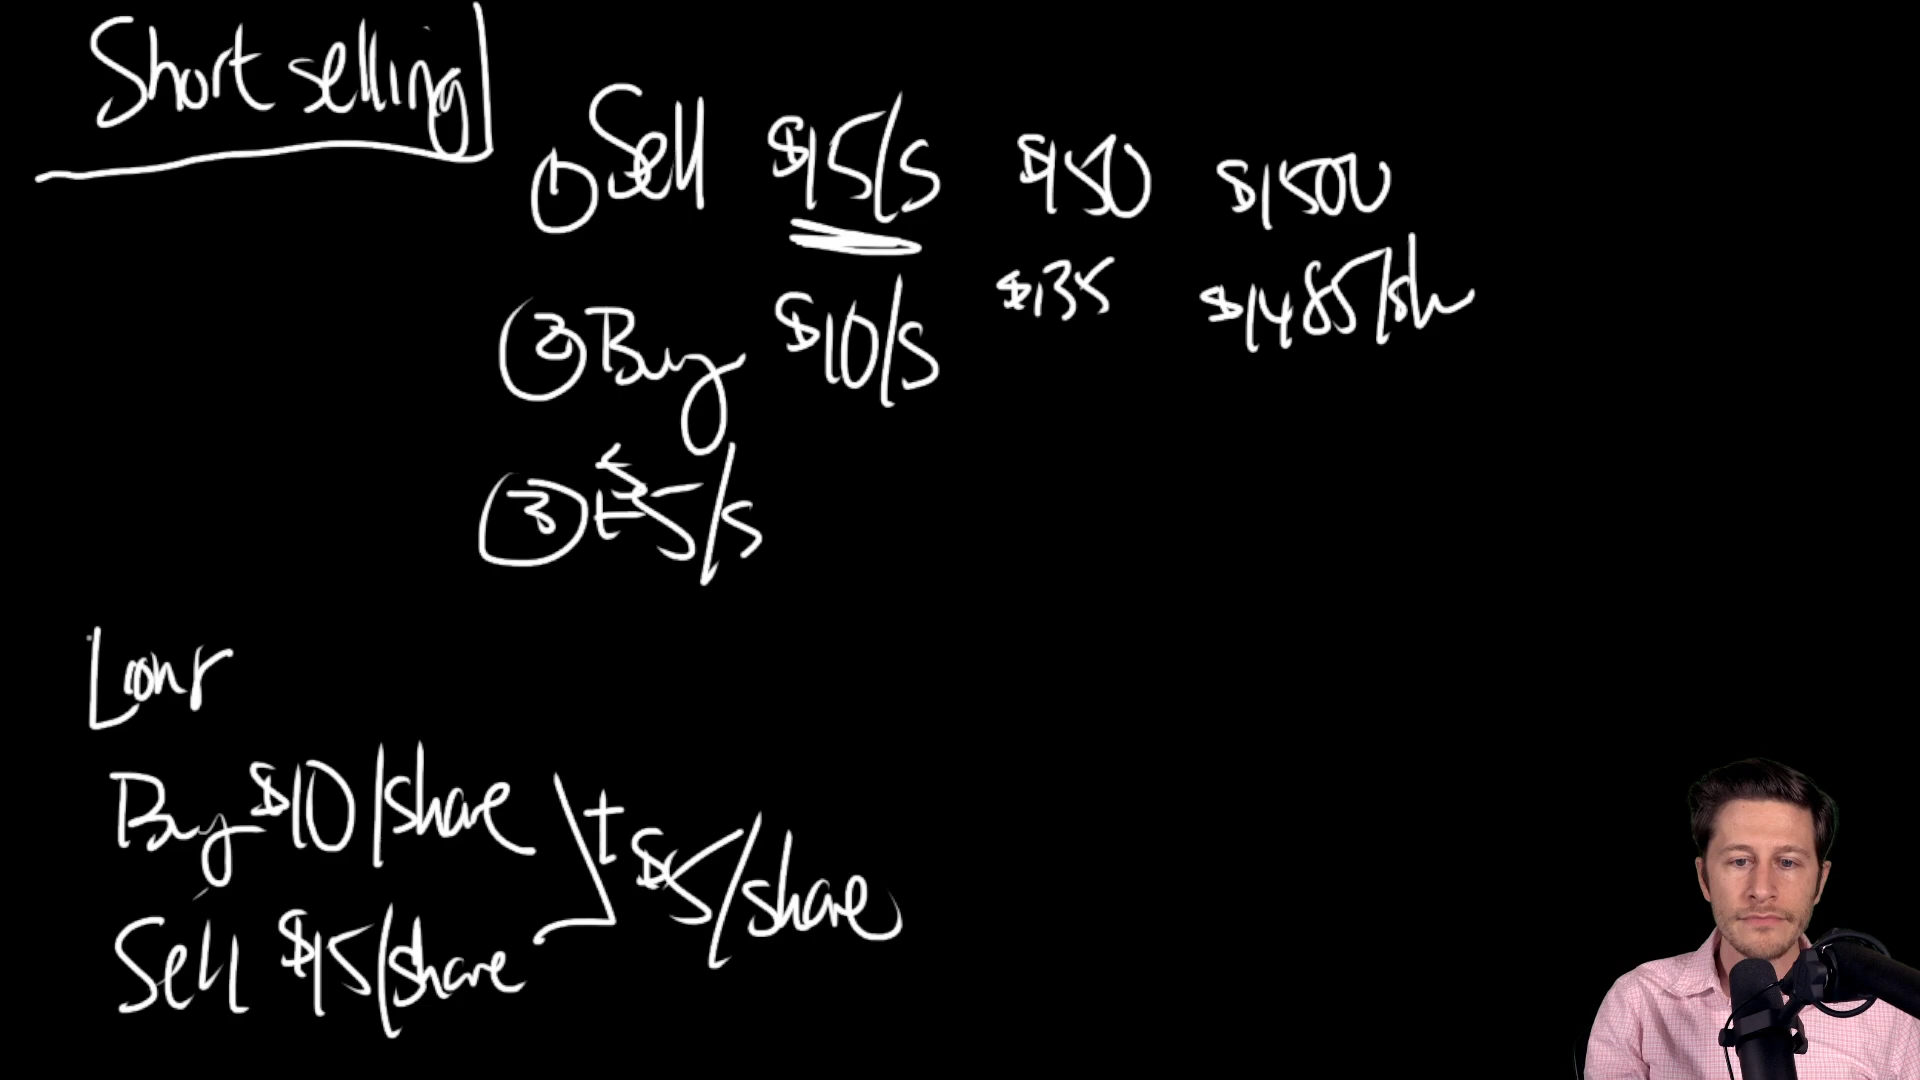 Short selling
① Sell $15/s $150 $1500
$135 $1485/sh
② Buy $10/s
③ +$5/s
Long
Buy $10/share
+ $5/share
Sell $15/share